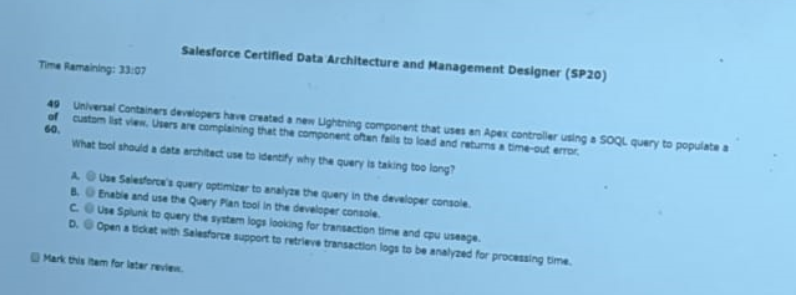 Salesforce Certified Data Architecture and Management Designer (SP20)
Time Remaining: 33:07
49 of 60.
Universal Containers developers have created a new Lightning component that uses an Apex controller using a SOQL query to populate a
custom list view. Users are complaining that the component often fails to load and returns a time-out error.
What tool should a data architect use to identify why the query is taking too long?
A. Use Salesforce's query optimizer to analyze the query in the developer console.
B. Enable and use the Query Plan tool in the developer console.
C. Use Splunk to query the system logs looking for transaction time and cpu useage.
D. Open a ticket with Salesforce support to retrieve transaction logs to be analyzed for processing time.
Mark this item for later review.